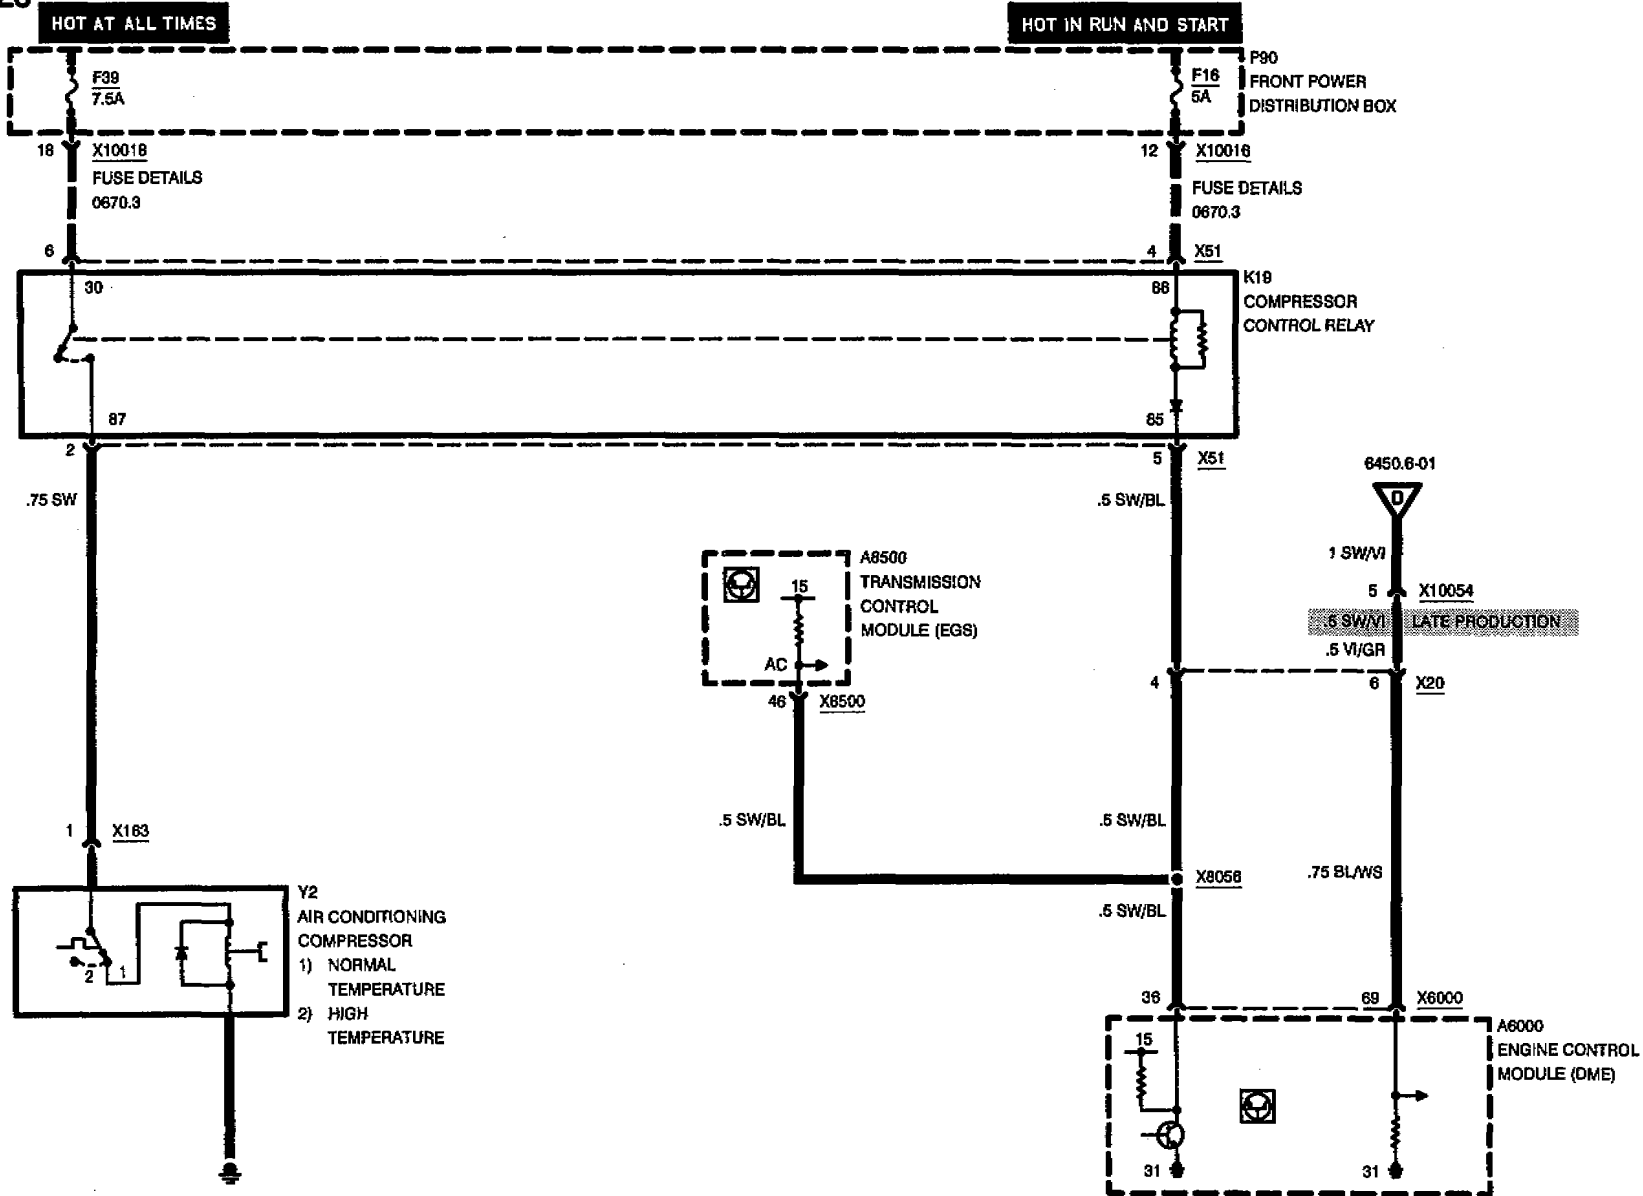 HOT AT ALL TIMES
HOT IN RUN AND START
F39
7.5A
F16
5A
P90
FRONT POWER
DISTRIBUTION BOX
18 X10018
FUSE DETAILS
0670.3
12 X10016
FUSE DETAILS
0670.3
6
4 X51
30
86
K19
COMPRESSOR
CONTROL RELAY
87
85
2
5 X51
.75 SW
.5 SW/BL
6450.6-01
D
1 SW/VI
5 X10054
.5 SW/VI LATE PRODUCTION
.5 VI/GR
A8500
TRANSMISSION
CONTROL
MODULE (EGS)
15
AC
46 X8500
4
6 X20
.5 SW/BL
.5 SW/BL
1 X163
X8056
.75 BL/WS
.5 SW/BL
Y2
AIR CONDITIONING
COMPRESSOR
1) NORMAL
TEMPERATURE
2) HIGH
TEMPERATURE
2 1
36
69 X6000
A6000
ENGINE CONTROL
MODULE (DME)
15
31
31